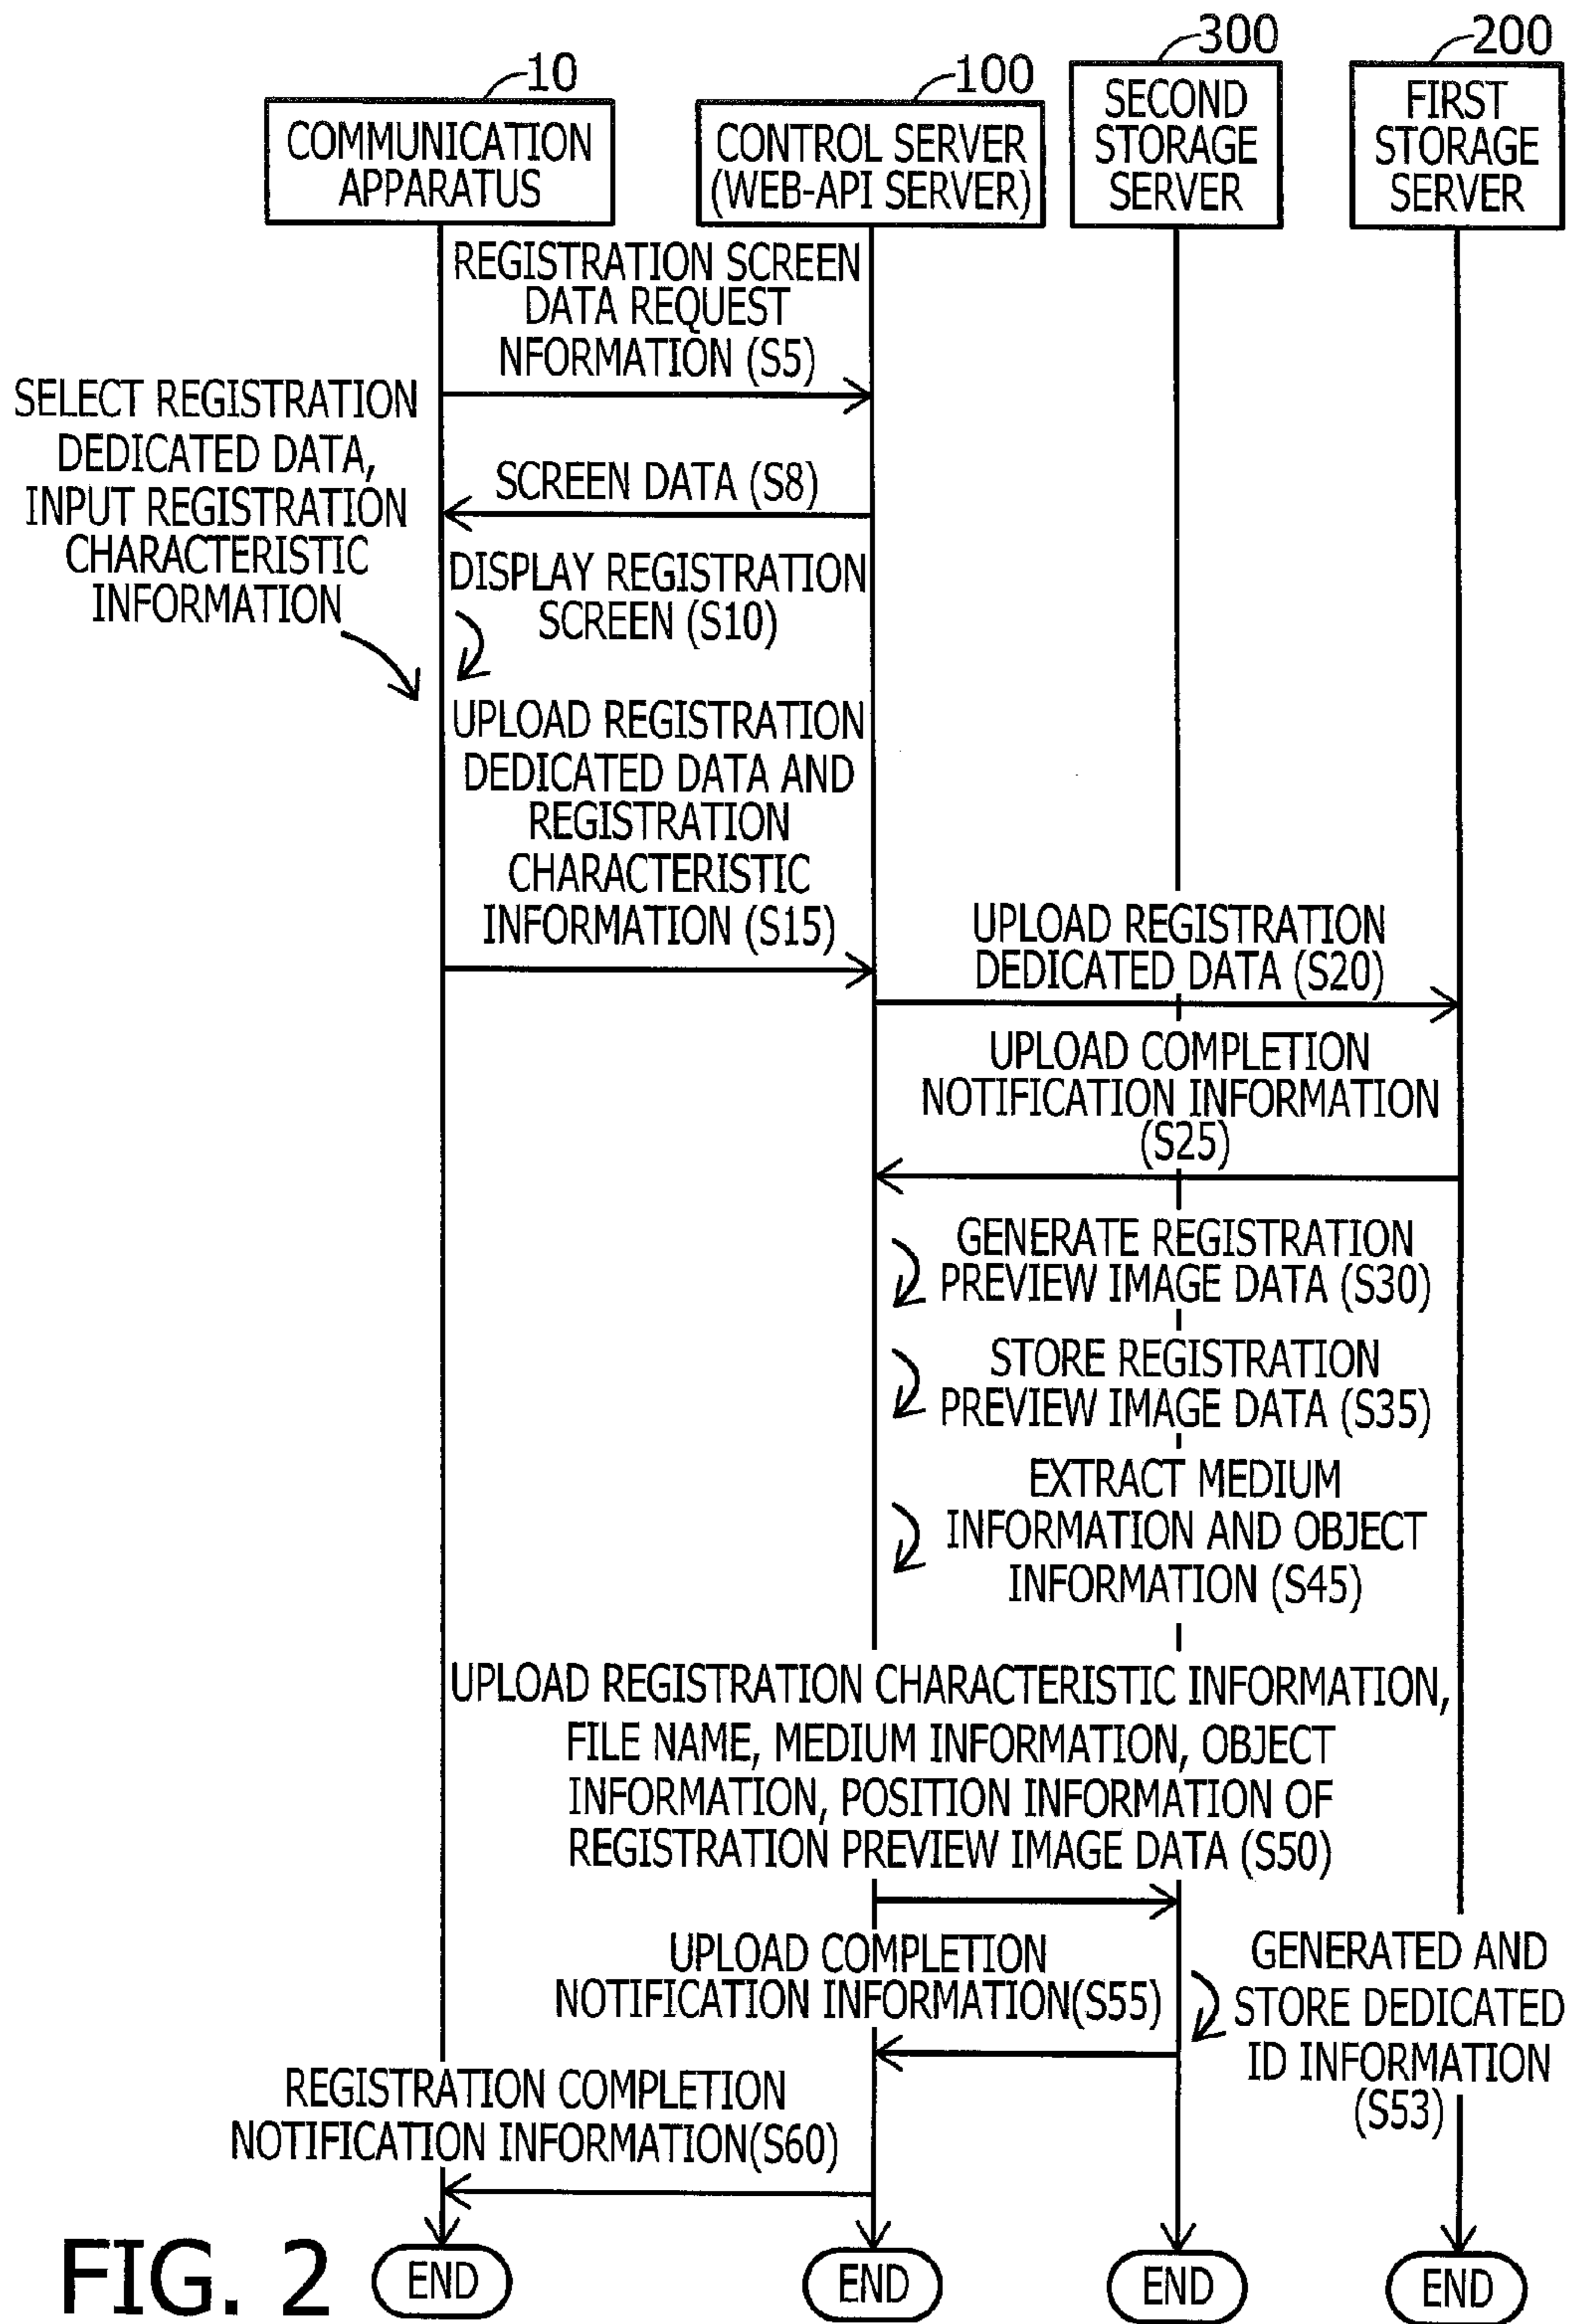 300
200
10
100
COMMUNICATION
APPARATUS
CONTROL SERVER
(WEB-API SERVER)
SECOND
STORAGE
SERVER
FIRST
STORAGE
SERVER
REGISTRATION SCREEN
DATA REQUEST
NFORMATION (S5)
SELECT REGISTRATION
DEDICATED DATA,
INPUT REGISTRATION
CHARACTERISTIC
INFORMATION
SCREEN DATA (S8)
DISPLAY REGISTRATION
SCREEN (S10)
UPLOAD REGISTRATION
DEDICATED DATA AND
REGISTRATION
CHARACTERISTIC
INFORMATION (S15)
UPLOAD REGISTRATION
DEDICATED DATA (S20)
UPLOAD COMPLETION
NOTIFICATION INFORMATION
(S25)
GENERATE REGISTRATION
PREVIEW IMAGE DATA (S30)
STORE REGISTRATION
PREVIEW IMAGE DATA (S35)
EXTRACT MEDIUM
INFORMATION AND OBJECT
INFORMATION (S45)
UPLOAD REGISTRATION CHARACTERISTIC INFORMATION,
FILE NAME, MEDIUM INFORMATION, OBJECT
INFORMATION, POSITION INFORMATION OF
REGISTRATION PREVIEW IMAGE DATA (S50)
GENERATED AND
STORE DEDICATED
ID INFORMATION
(S53)
UPLOAD COMPLETION
NOTIFICATION INFORMATION(S55)
REGISTRATION COMPLETION
NOTIFICATION INFORMATION(S60)
END
END
END
END
FIG. 2